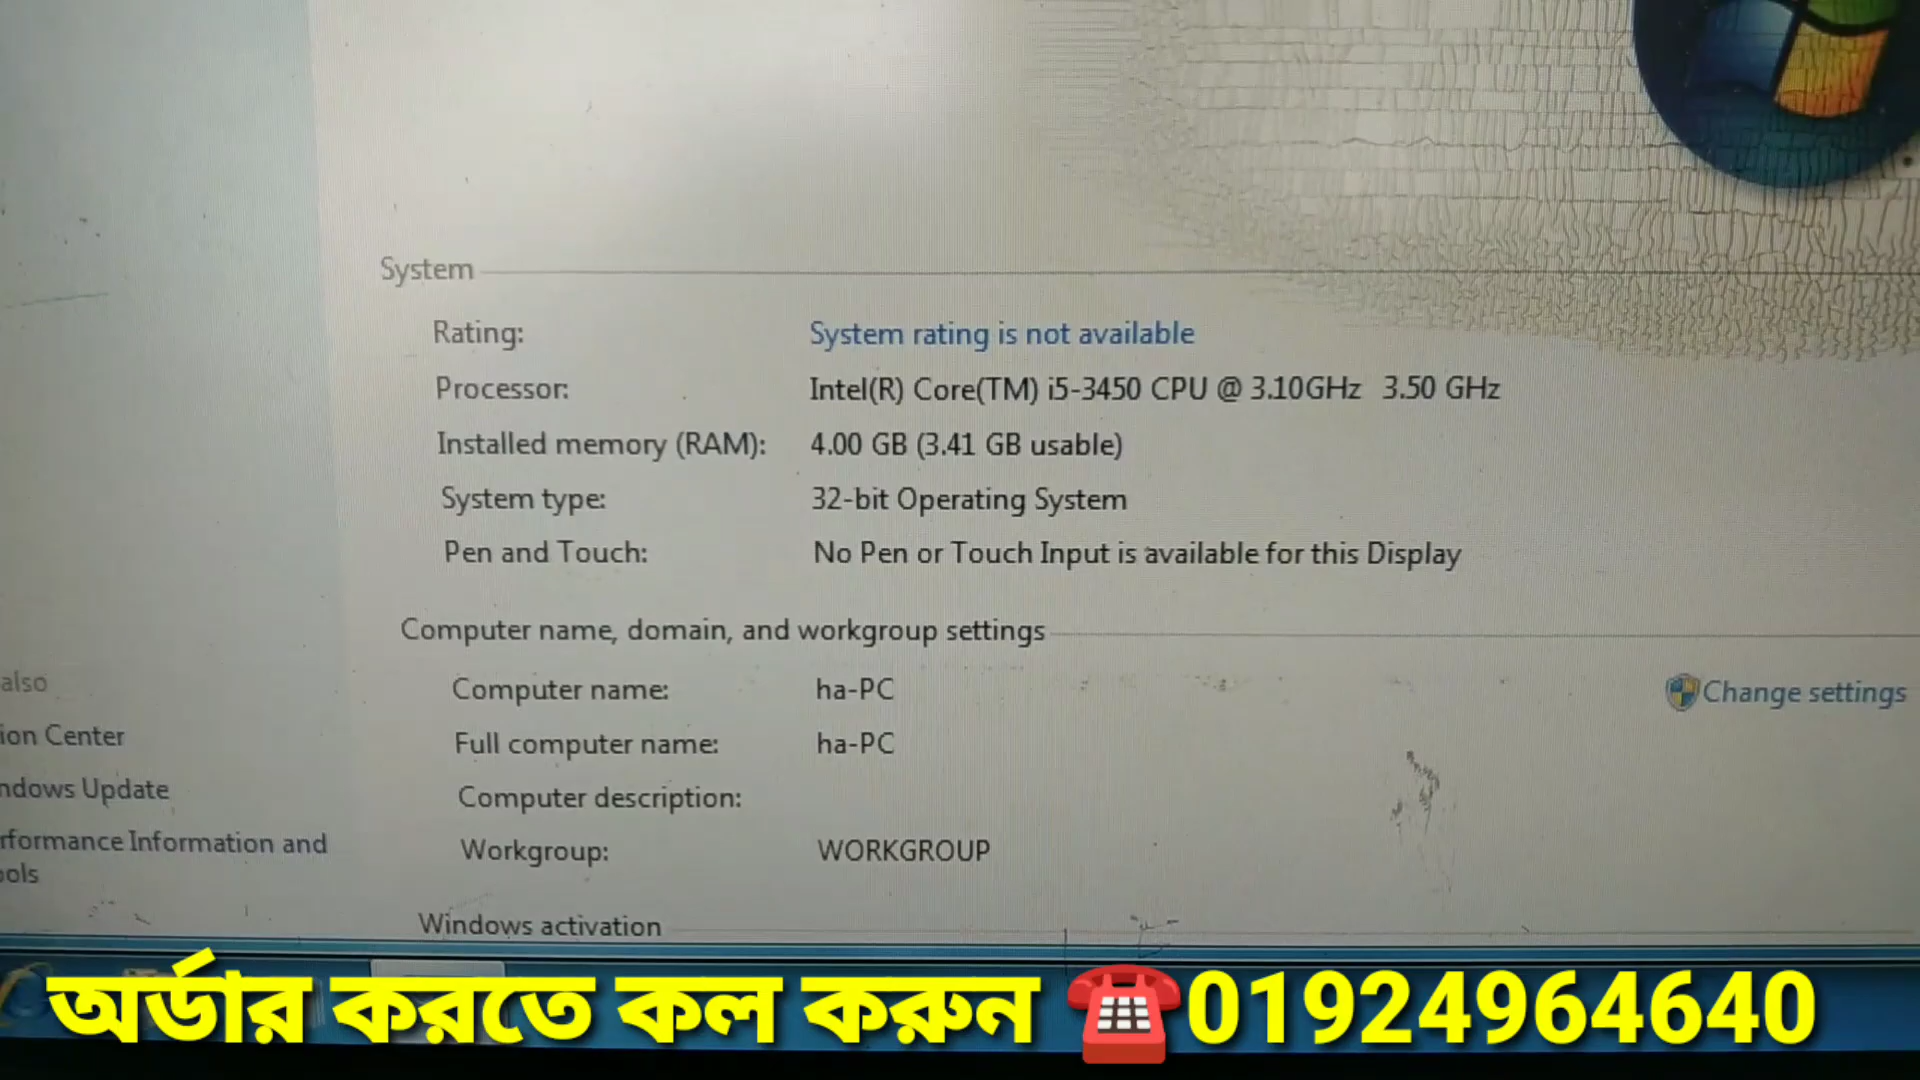 System
Rating: System rating is not available
Processor: Intel(R) Core(TM) i5-3450 CPU @ 3.10GHz 3.50 GHz
Installed memory (RAM): 4.00 GB (3.41 GB usable)
System type: 32-bit Operating System
Pen and Touch: No Pen or Touch Input is available for this Display
Computer name, domain, and workgroup settings
also
Computer name: ha-PC
Change settings
ion Center
Full computer name: ha-PC
ndows Update
Computer description:
rformance Information and
ools
Workgroup: WORKGROUP
Windows activation
অর্ডার করতে কল করুন ☎01924964640